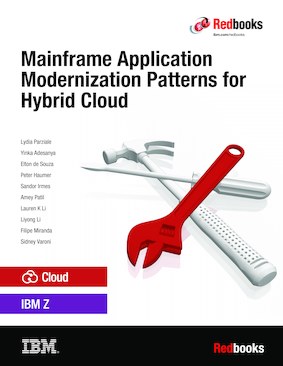 Redbooks
Mainframe Application
Modernization Patterns for
Hybrid Cloud
Lydia Parziale
Yinka Adesanya
Elton de Souza
Peter Haumer
Sandor Irmes
Amey Patil
Lauren K Li
Liyong Li
Filipe Miranda
Sidney Varoni
Cloud
IBM Z
IBM®
Redbooks